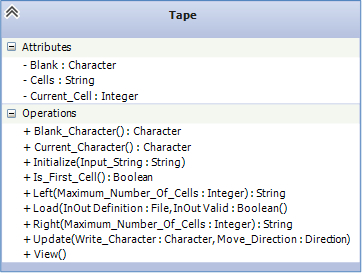 Tape
Attributes
- Blank : Character
- Cells : String
- Current_Cell : Integer
Operations
+ Blank_Character() : Character
+ Current_Character() : Character
+ Initialize(Input_String : String)
+ Is_First_Cell() : Boolean
+ Left(Maximum_Number_Of_Cells : Integer) : String
+ Load(InOut Definition : File, InOut Valid : Boolean()
+ Right(Maximum_Number_Of_Cells : Integer) : String
+ Update(Write_Character : Character, Move_Direction : Direction)
+ View()